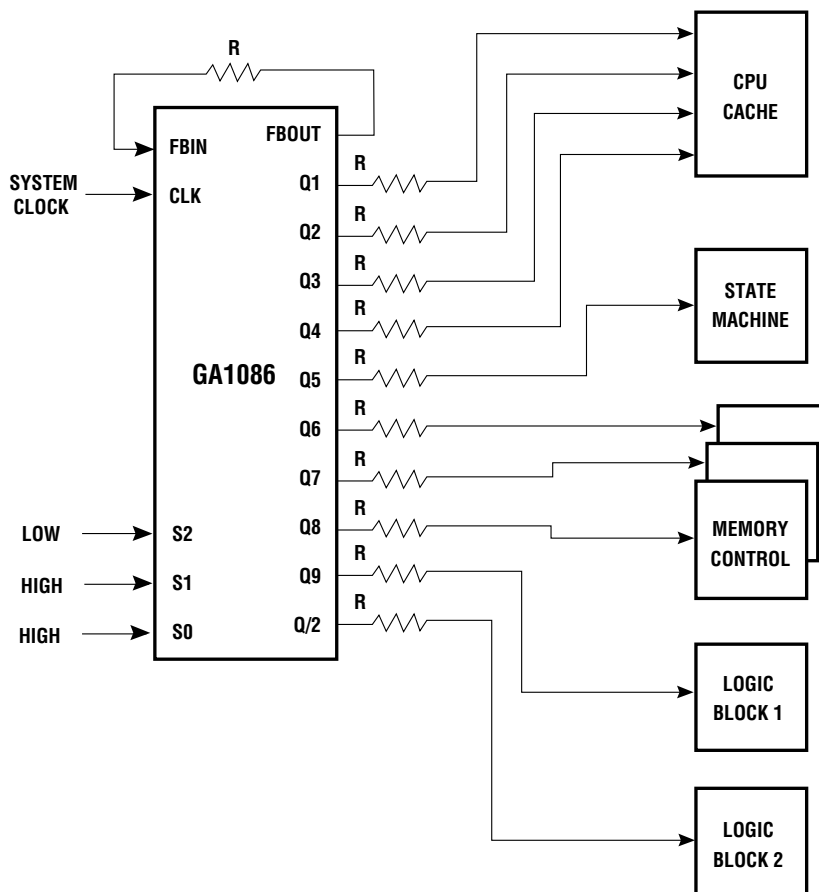 R
FBIN
FBOUT
SYSTEM
CLOCK
CLK
GA1086
R
Q1
R
Q2
R
Q3
R
Q4
R
Q5
R
Q6
R
Q7
R
Q8
R
Q9
R
Q/2
LOW
S2
HIGH
S1
HIGH
S0
CPU
CACHE
STATE
MACHINE
MEMORY
CONTROL
LOGIC
BLOCK 1
LOGIC
BLOCK 2